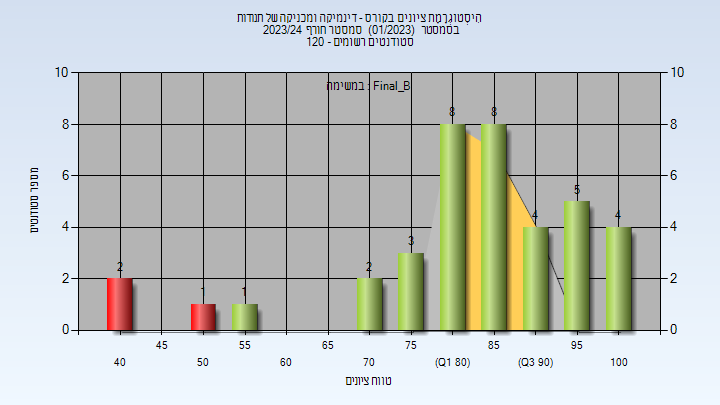 היסטוגרמת ציונים בקורס - דינמיקה ומכניקה של חנודות
בסמסטר (01/2023) סמסטר חורף 2023/24
סטודנטים רשומים - 120
במשימה : Final_B
מספר סטודנטים
10 10
8 8
6 6
4 4
2 2
0 0
2 1 1 2 3 8 8 4 5 4
45 55 65 75 85 95
40 50 60 70 (Q1 80) (Q3 90) 100
טווח ציונים